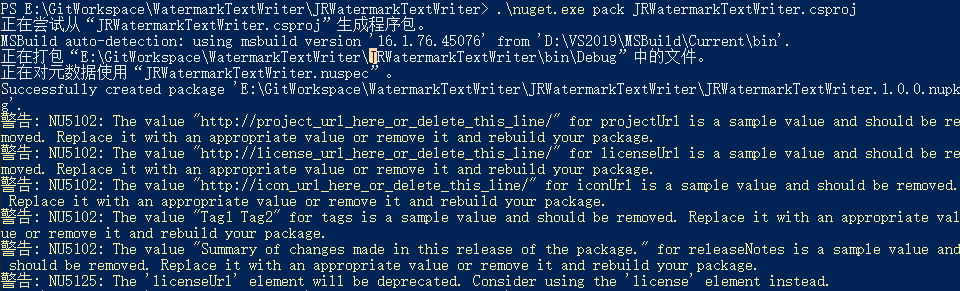 PS E:\GitWorkspace\WatermarkTextWriter\JRWatermarkTextWriter> .\nuget.exe pack JRWatermarkTextWriter.csproj
正在尝试从“JRWatermarkTextWriter.csproj”生成程序包。
MSBuild auto-detection: using msbuild version '16.1.76.45076' from 'D:\VS2019\MSBuild\Current\bin'.
正在打包“E:\GitWorkspace\WatermarkTextWriter\JRWatermarkTextWriter\bin\Debug”中的文件。
正在对元数据使用“JRWatermarkTextWriter.nuspec”。
Successfully created package 'E:\GitWorkspace\WatermarkTextWriter\JRWatermarkTextWriter\JRWatermarkTextWriter.1.0.0.nupk
g'.
警告: NU5102: The value "http://project_url_here_or_delete_this_line/" for projectUrl is a sample value and should be re
moved. Replace it with an appropriate value or remove it and rebuild your package.
警告: NU5102: The value "http://license_url_here_or_delete_this_line/" for licenseUrl is a sample value and should be re
moved. Replace it with an appropriate value or remove it and rebuild your package.
警告: NU5102: The value "http://icon_url_here_or_delete_this_line/" for iconUrl is a sample value and should be removed.
 Replace it with an appropriate value or remove it and rebuild your package.
警告: NU5102: The value "Tag1 Tag2" for tags is a sample value and should be removed. Replace it with an appropriate val
ue or remove it and rebuild your package.
警告: NU5102: The value "Summary of changes made in this release of the package." for releaseNotes is a sample value and
 should be removed. Replace it with an appropriate value or remove it and rebuild your package.
警告: NU5125: The 'licenseUrl' element will be deprecated. Consider using the 'license' element instead.